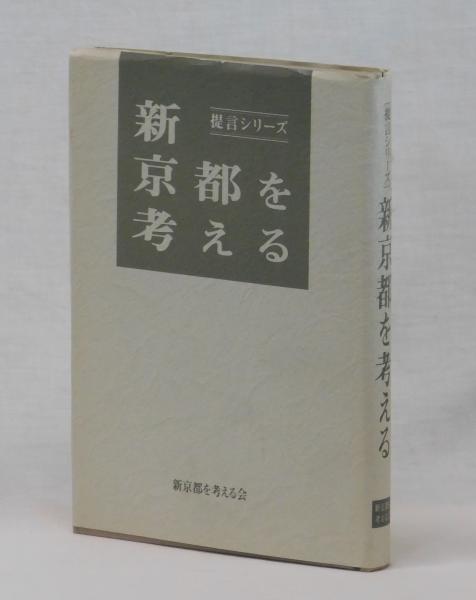 新
提言シリーズ
京都を
考える
新京都を考える会
［提言シリーズ］新京都を考える